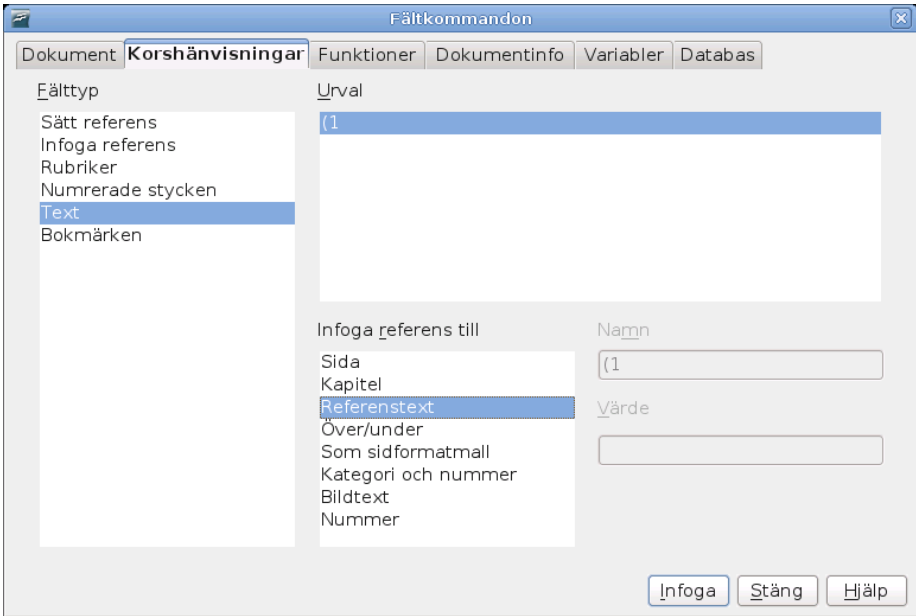 Fältkommandon
Dokument Korshänvisningar Funktioner Dokumentinfo Variabler Databas
Fälttyp
Sätt referens
Infoga referens
Rubriker
Numrerade stycken
Text
Bokmärken
Urval
(1
Infoga referens till
Sida
Kapitel
Referenstext
Över/under
Som sidformatmall
Kategori och nummer
Bildtext
Nummer
Namn
(1
Värde
Infoga Stäng Hjälp